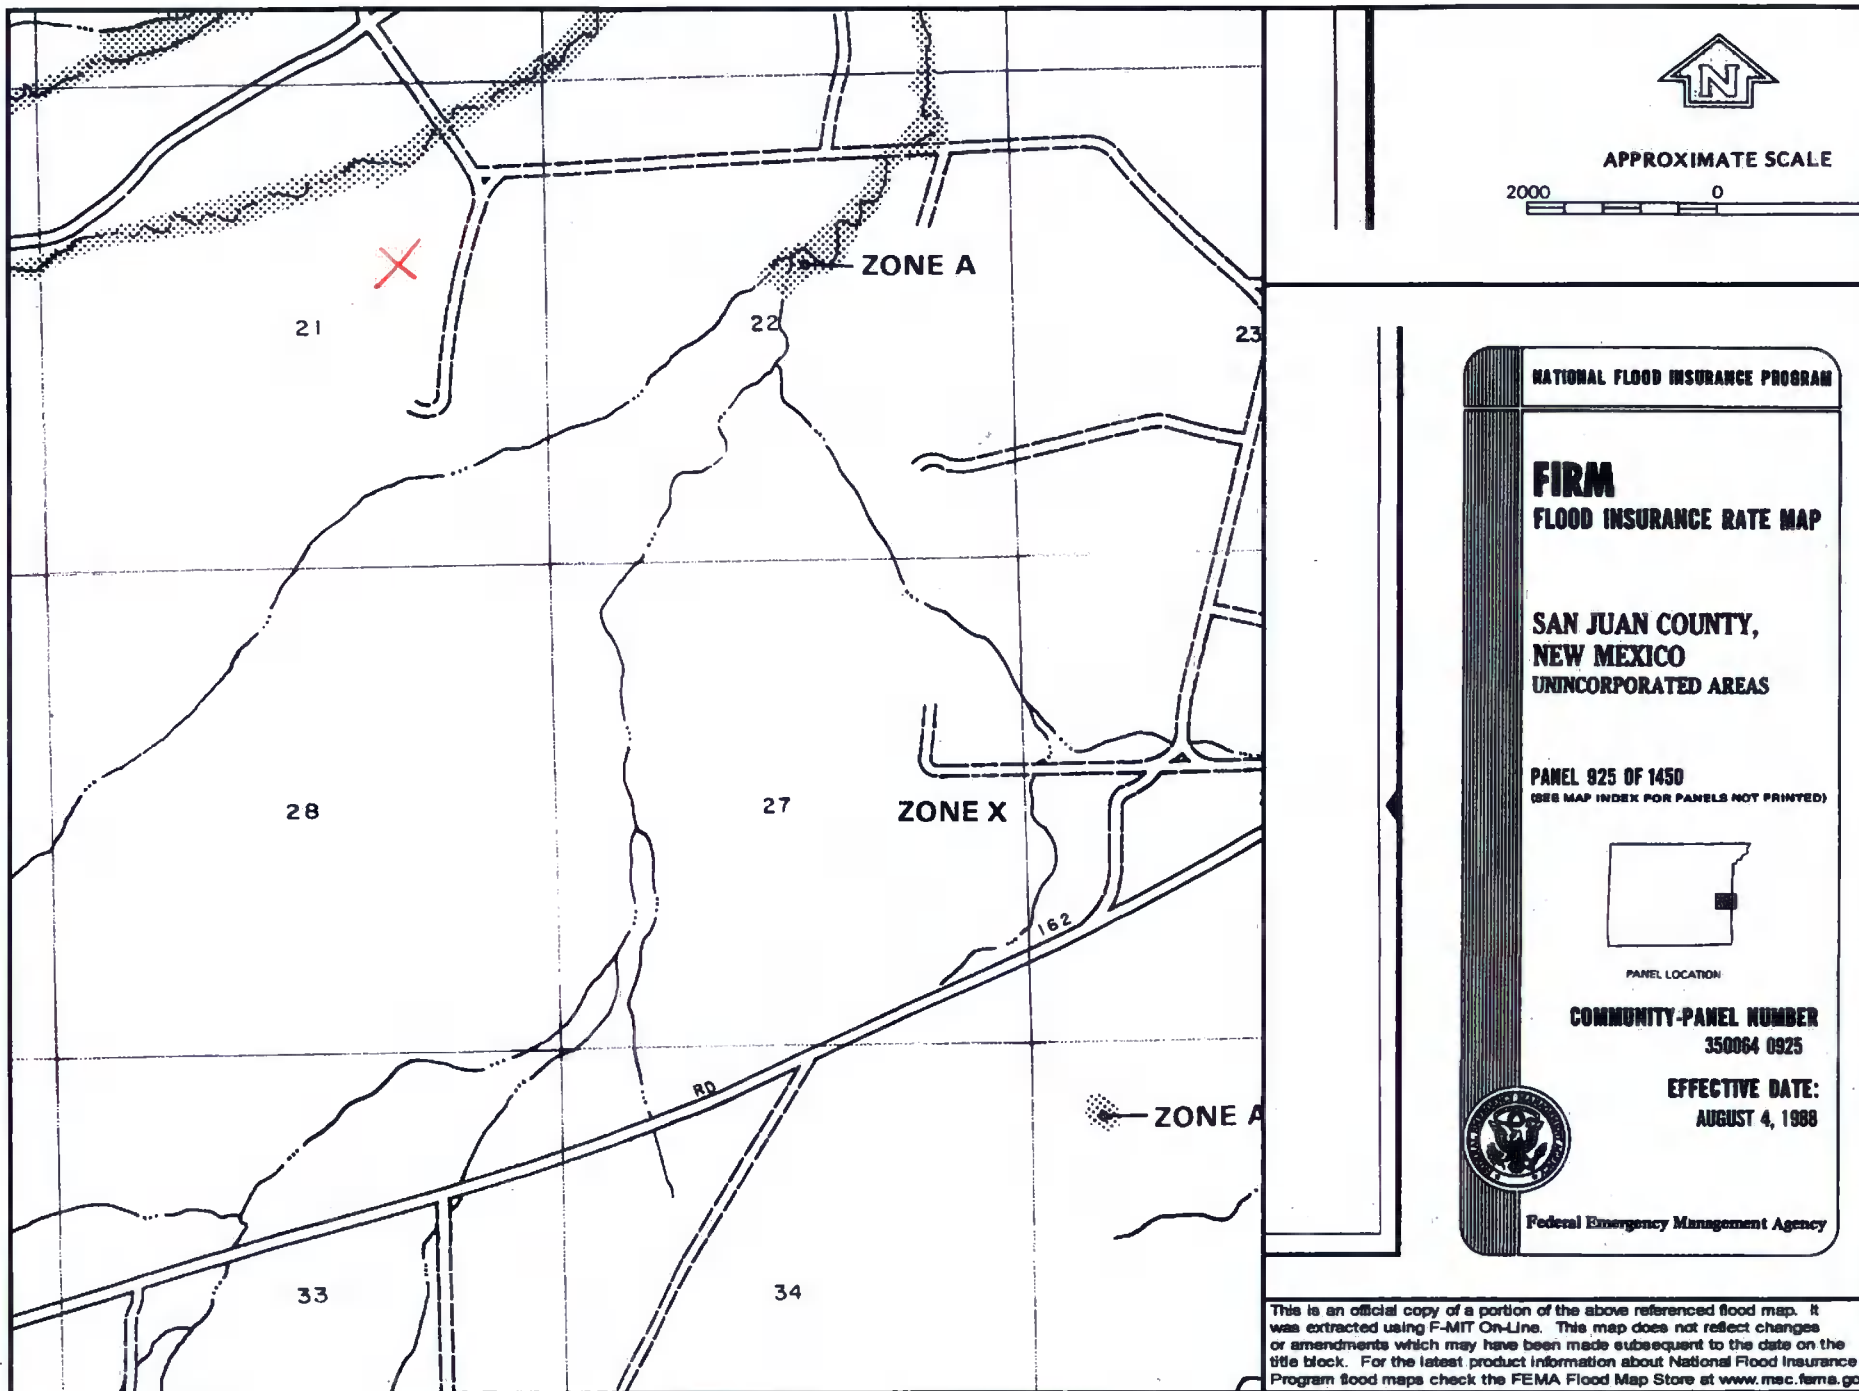 N
APPROXIMATE SCALE
2000 0
ZONE A
21
22
23
28
27
ZONE X
162
RD
ZONE A
33
34
NATIONAL FLOOD INSURANCE PROGRAM
FIRM
FLOOD INSURANCE RATE MAP
SAN JUAN COUNTY,
NEW MEXICO
UNINCORPORATED AREAS
PANEL 925 OF 1450
(SEE MAP INDEX FOR PANELS NOT PRINTED)
PANEL LOCATION
COMMUNITY-PANEL NUMBER
350064 0925
EFFECTIVE DATE:
AUGUST 4, 1988
Federal Emergency Management Agency
This is an official copy of a portion of the above referenced flood map. It
was extracted using F-MIT On-Line. This map does not reflect changes
or amendments which may have been made subsequent to the date on the
title block. For the latest product information about National Flood Insurance
Program flood maps check the FEMA Flood Map Store at www.msc.fema.go